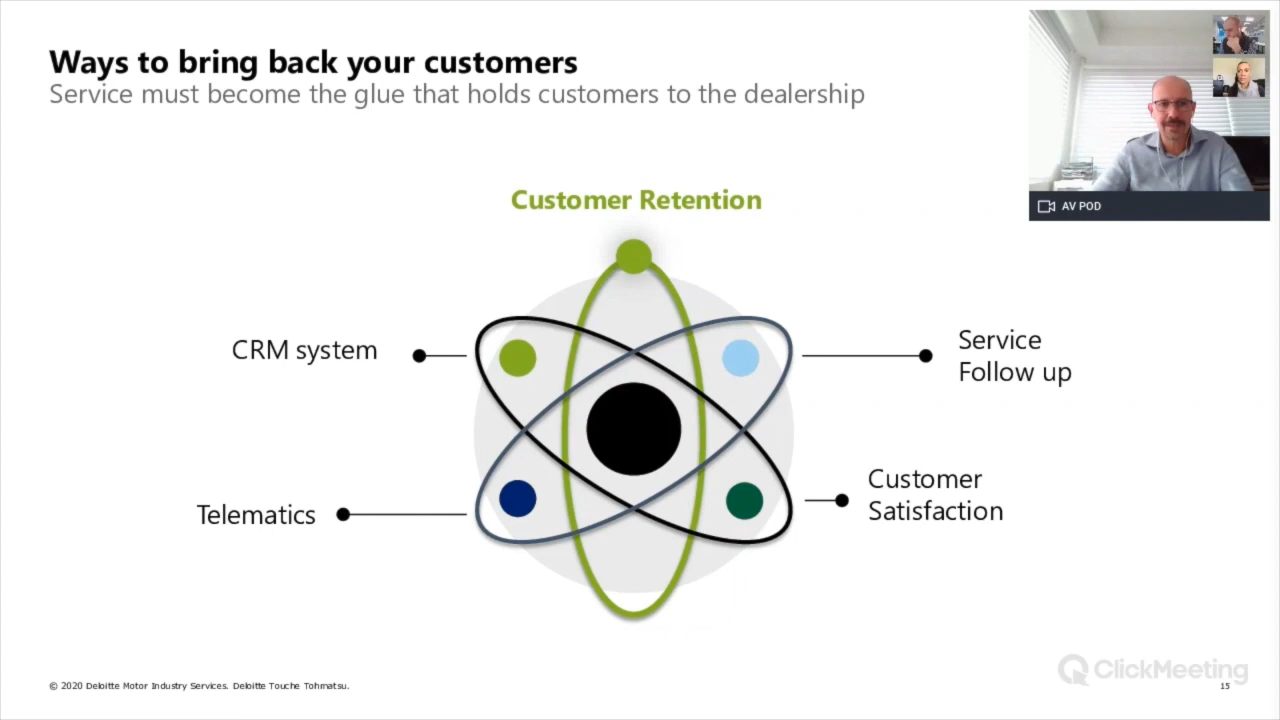 Ways to bring back your customers
Service must become the glue that holds customers to the dealership
AV POD
Customer Retention
CRM system
Service
Follow up
Telematics
Customer
Satisfaction
ClickMeeting
© 2020 Deloitte Motor Industry Services. Deloitte Touche Tohmatsu.
15